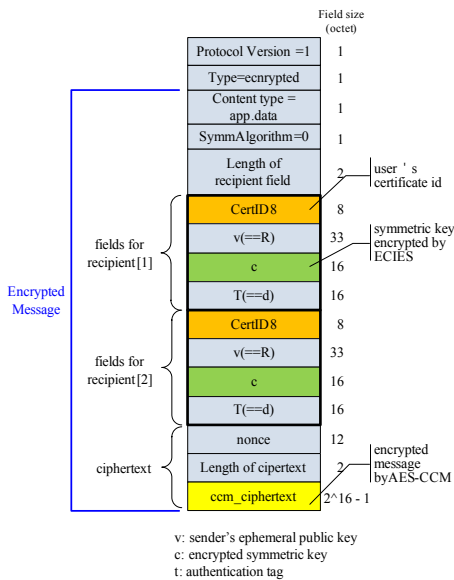 Field size
(octet)
Protocol Version =1
1
Type=ecnrypted
1
Content type =
app.data
1
SymmAlgorithm=0
1
Length of
recipient field
2
user ' s
certificate id
CertID8
8
v(==R)
33
symmetric key
encrypted by
ECIES
fields for
recipient[1]
c
16
T(==d)
16
Encrypted
Message
CertID8
8
v(==R)
33
fields for
recipient[2]
c
16
T(==d)
16
nonce
12
ciphertext
Length of cipertext
2
encrypted
message
byAES-CCM
ccm_ciphertext
2^16 - 1
v: sender's ephemeral public key
c: encrypted symmetric key
t: authentication tag